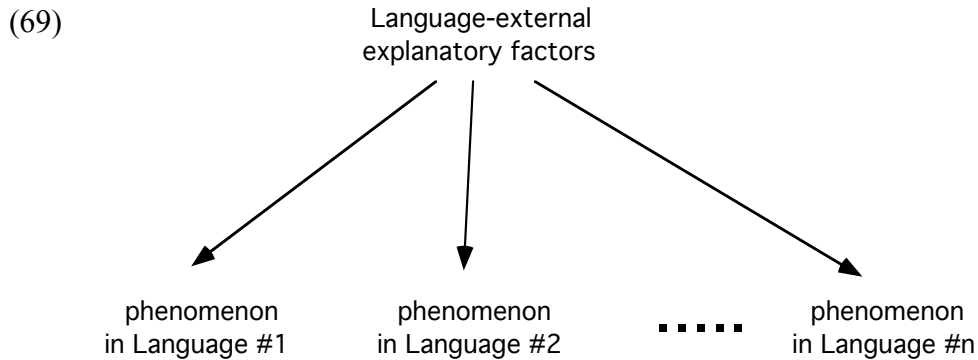 (69)
Language-external
explanatory factors
phenomenon
in Language #1
phenomenon
in Language #2
phenomenon
in Language #n